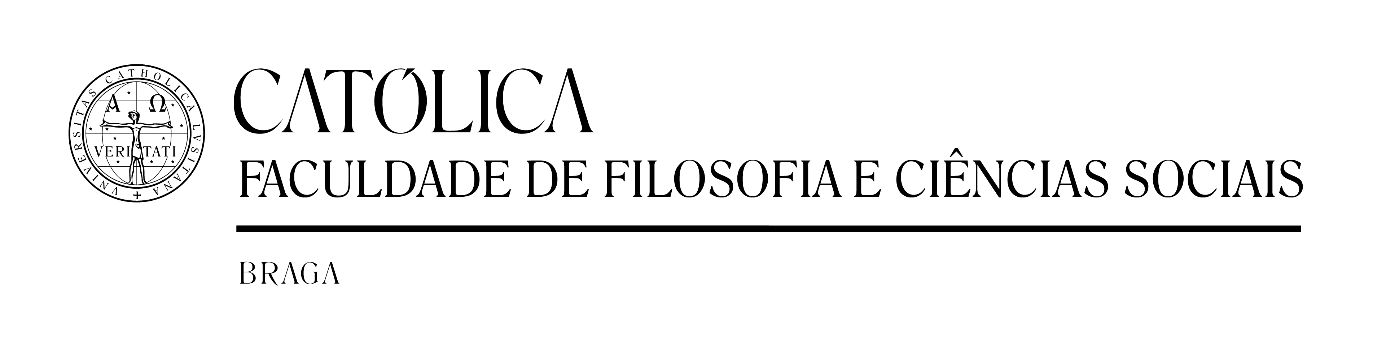 UNIVERSITAS CATHOLICA LUSITANA
Α Ω
VERITATI
CATÓLICA
FACULDADE DE FILOSOFIA E CIÊNCIAS SOCIAIS
BRAGA